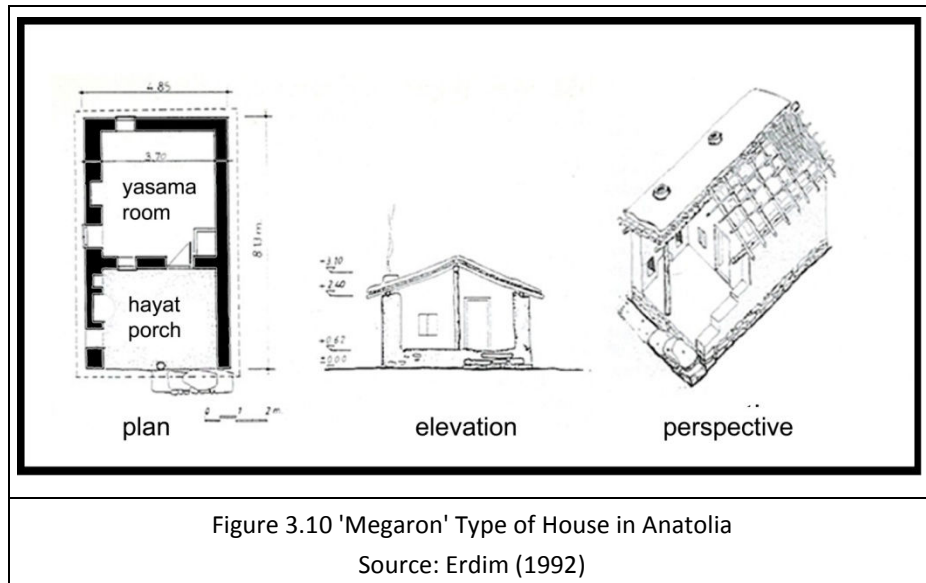 4.85
3.70
yasama
room
8.13 m.
hayat
porch
0 1 2 m.
plan
+3.10
+2.40
+0.62
±0.00
elevation
perspective
Figure 3.10 'Megaron' Type of House in Anatolia
Source: Erdim (1992)